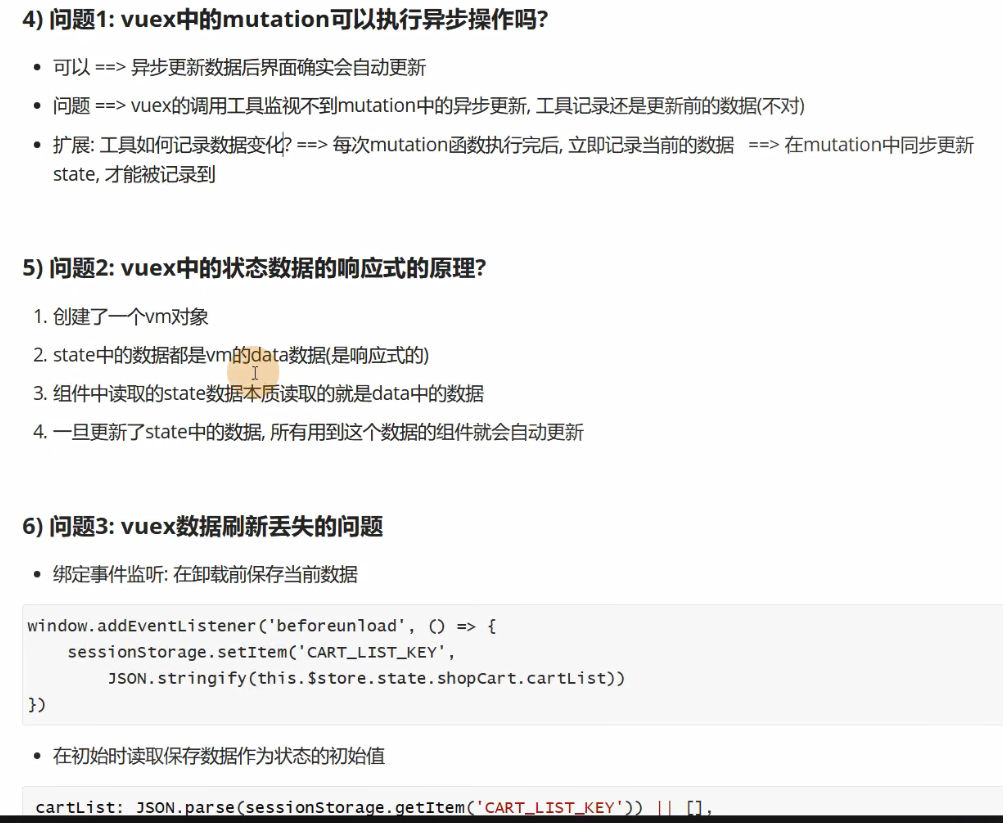 4) 问题1: vuex中的mutation可以执行异步操作吗?
• 可以 ==> 异步更新数据后界面确实会自动更新
• 问题 ==> vuex的调用工具监视不到mutation中的异步更新, 工具记录还是更新前的数据(不对)
• 扩展: 工具如何记录数据变化? ==> 每次mutation函数执行完后, 立即记录当前的数据 ==> 在mutation中同步更新
state, 才能被记录到
5) 问题2: vuex中的状态数据的响应式的原理?
1. 创建了一个vm对象
2. state中的数据都是vm的data数据(是响应式的)
3. 组件中读取的state数据本质读取的就是data中的数据
4. 一旦更新了state中的数据, 所有用到这个数据的组件就会自动更新
6) 问题3: vuex数据刷新丢失的问题
• 绑定事件监听: 在卸载前保存当前数据
window.addEventListener('beforeunload', () => {
    sessionStorage.setItem('CART_LIST_KEY',
        JSON.stringify(this.$store.state.shopCart.cartList))
})
• 在初始时读取保存数据作为状态的初始值
cartList: JSON.parse(sessionStorage.getItem('CART_LIST_KEY')) || [],